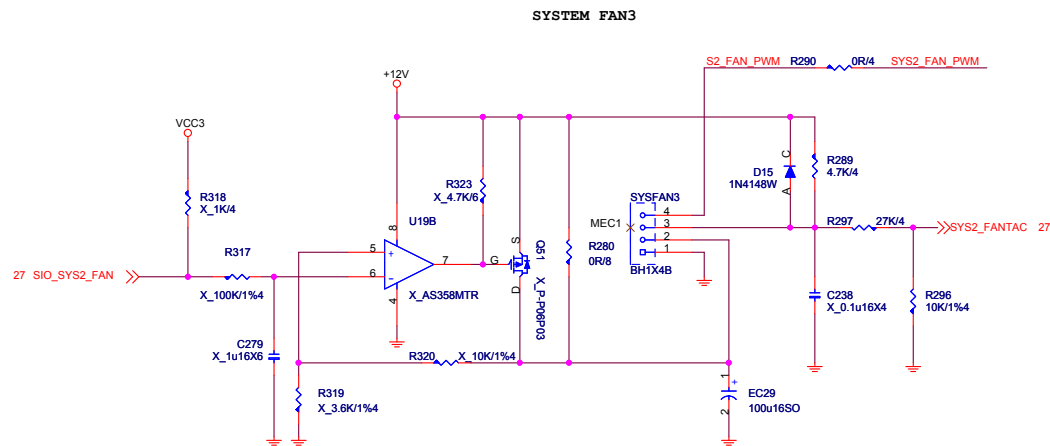 SYSTEM FAN3
S2_FAN_PWM R290 0R/4 SYS2_FAN_PWM
+12V
VCC3
R318
X_1K/4
R317
X_100K/1%4
27 SIO_SYS2_FAN
C279
X_1u16X6
R319
X_3.6K/1%4
R320 X_10K/1%4
U19B
8
5
+
6
-
7
4
X_AS358MTR
R323
X_4.7K/6
G
S
D
Q51
X_P-P06P03
R280
0R/8
SYSFAN3
MEC1
4
3
2
1
BH1X4B
D15
1N4148W
C
A
R289
4.7K/4
R297 27K/4
SYS2_FANTAC 27
C238
X_0.1u16X4
R296
10K/1%4
1
+
EC29
100u16SO
2